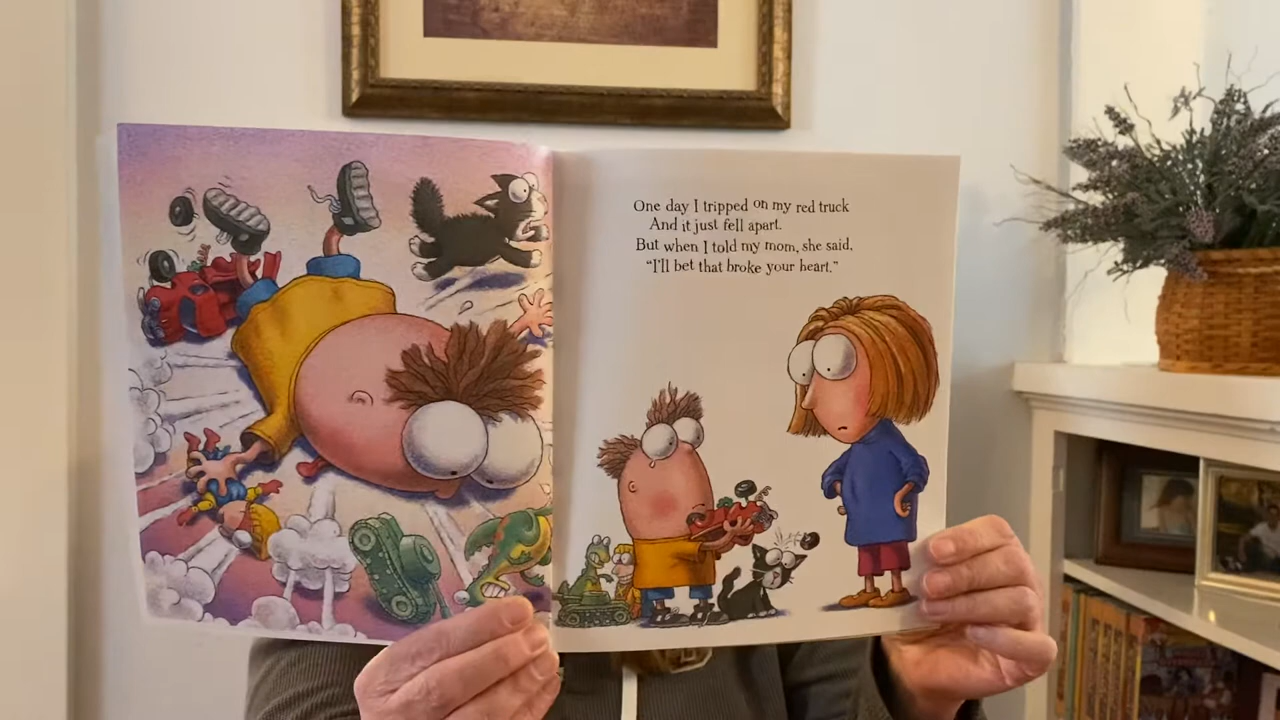 One day I tripped on my red truck
And it just fell apart.
But when I told my mom, she said,
“I’ll bet that broke your heart.”